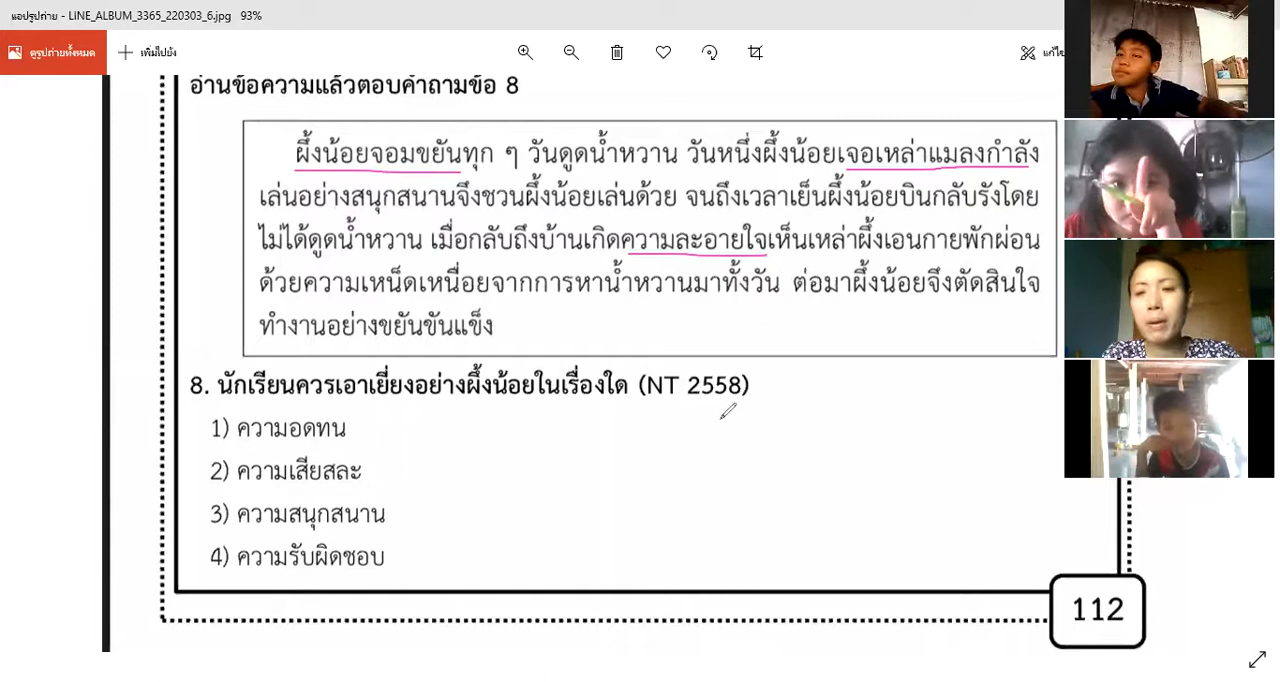 แอปรูปถ่าย - LINE_ALBUM_3365_220303_6.jpg 93%
ดูรูปถ่ายทั้งหมด
เพิ่มไปยัง
แก้ไข
อ่านข้อความแล้วตอบคำถามข้อ 8
ผึ้งน้อยจอมขยันทุก ๆ วันดูดน้ำหวาน วันหนึ่งผึ้งน้อยเจอเหล่าแมลงกำลัง
เล่นอย่างสนุกสนานจึงชวนผึ้งน้อยเล่นด้วย จนถึงเวลาเย็นผึ้งน้อยบินกลับรังโดย
ไม่ได้ดูดน้ำหวาน เมื่อกลับถึงบ้านเกิดความละอายใจเห็นเหล่าผึ้งเอนกายพักผ่อน
ด้วยความเหน็ดเหนื่อยจากการหาน้ำหวานมาทั้งวัน ต่อมาผึ้งน้อยจึงตัดสินใจ
ทำงานอย่างขยันขันแข็ง
8. นักเรียนควรเอาเยี่ยงอย่างผึ้งน้อยในเรื่องใด (NT 2558)
1) ความอดทน
2) ความเสียสละ
3) ความสนุกสนาน
4) ความรับผิดชอบ
112